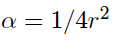 α = 1/4r²